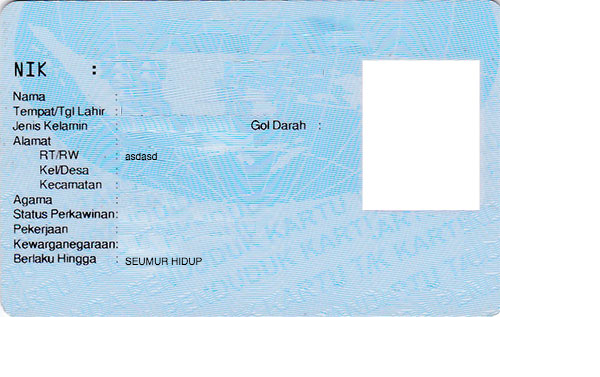 NIK :
Nama :
Tempat/Tgl Lahir :
Jenis Kelamin : Gol Darah :
Alamat :
RT/RW : asdasd
Kel/Desa :
Kecamatan :
Agama :
Status Perkawinan:
Pekerjaan :
Kewarganegaraan:
Berlaku Hingga : SEUMUR HIDUP